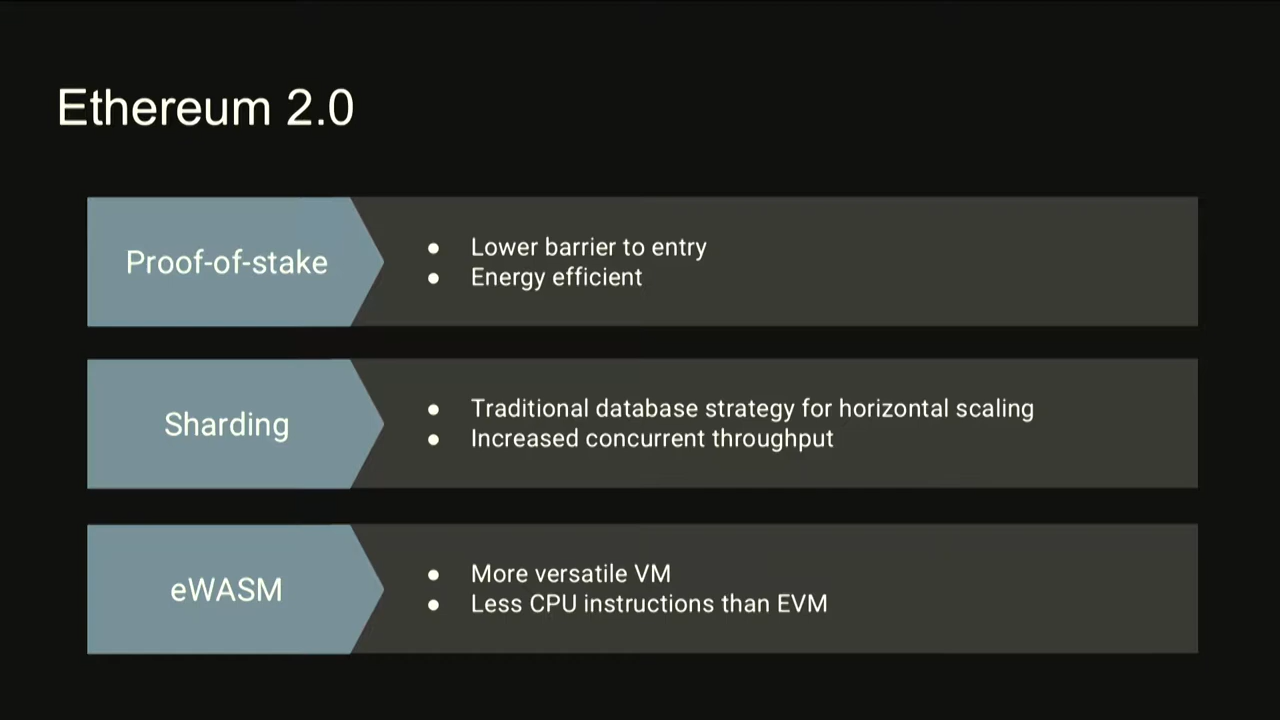 Ethereum 2.0
Proof-of-stake
● Lower barrier to entry
● Energy efficient
Sharding
● Traditional database strategy for horizontal scaling
● Increased concurrent throughput
eWASM
● More versatile VM
● Less CPU instructions than EVM